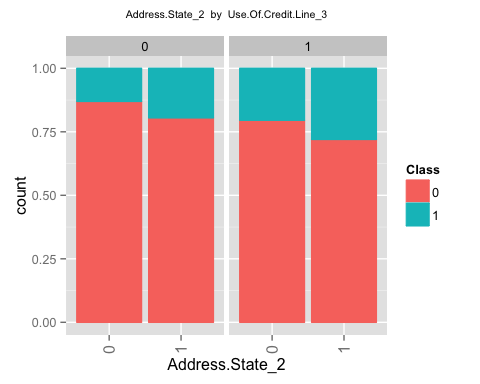 Address.State_2 by Use.Of.Credit.Line_3
0 1
1.00
0.75
0.50
0.25
0.00
count
0 1 0 1
Address.State_2
Class
0
1